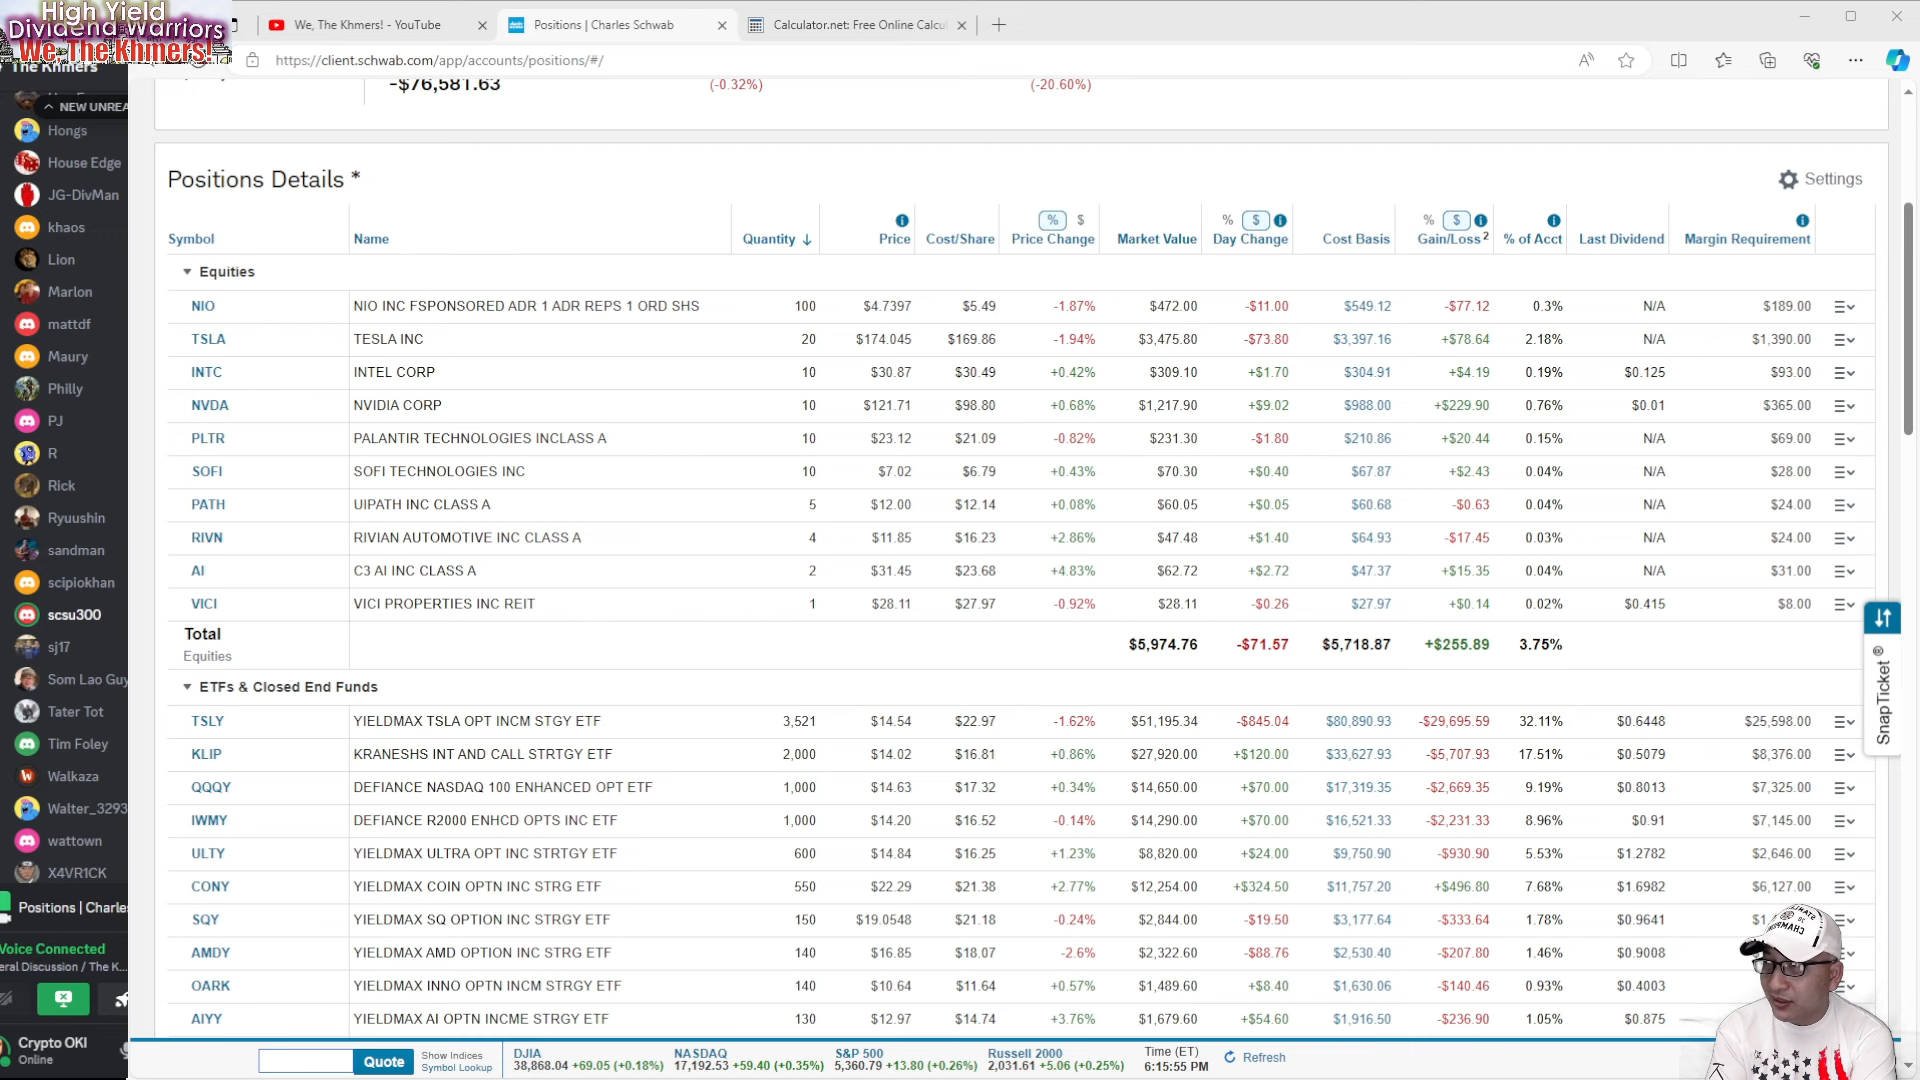 High Yield
Dividend Warriors
We, The Khmers!
The Khmers
We, The Khmers! - YouTube
Positions | Charles Schwab
Calculator.net: Free Online Calcu
https://client.schwab.com/app/accounts/positions/#/
NEW UNREA
Hongs
House Edge
JG-DivMan
khaos
Lion
Marlon
mattdf
Maury
Philly
PJ
R
Rick
Ryuushin
sandman
scipiokhan
scsu300
sj17
Som Lao Guy
Tater Tot
Tim Foley
Walkaza
Walter_3293
wattown
X4VR1CK
Positions | Charles
Voice Connected
eral Discussion / The K...
Crypto OKI
Online
-$76,581.63 (-0.32%) (-20.60%)
Positions Details *
Settings
% $ % $ % $
Symbol Name Quantity Price Cost/Share Price Change Market Value Day Change Cost Basis Gain/Loss 2 % of Acct Last Dividend Margin Requirement
Equities
NIO NIO INC FSPONSORED ADR 1 ADR REPS 1 ORD SHS 100 $4.7397 $5.49 -1.87% $472.00 -$11.00 $549.12 -$77.12 0.3% N/A $189.00
TSLA TESLA INC 20 $174.045 $169.86 -1.94% $3,475.80 -$73.80 $3,397.16 +$78.64 2.18% N/A $1,390.00
INTC INTEL CORP 10 $30.87 $30.49 +0.42% $309.10 +$1.70 $304.91 +$4.19 0.19% $0.125 $93.00
NVDA NVIDIA CORP 10 $121.71 $98.80 +0.68% $1,217.90 +$9.02 $988.00 +$229.90 0.76% $0.01 $365.00
PLTR PALANTIR TECHNOLOGIES INCLASS A 10 $23.12 $21.09 -0.82% $231.30 -$1.80 $210.86 +$20.44 0.15% N/A $69.00
SOFI SOFI TECHNOLOGIES INC 10 $7.02 $6.79 +0.43% $70.30 +$0.40 $67.87 +$2.43 0.04% N/A $28.00
PATH UIPATH INC CLASS A 5 $12.00 $12.14 +0.08% $60.05 +$0.05 $60.68 -$0.63 0.04% N/A $24.00
RIVN RIVIAN AUTOMOTIVE INC CLASS A 4 $11.85 $16.23 +2.86% $47.48 +$1.40 $64.93 -$17.45 0.03% N/A $24.00
AI C3 AI INC CLASS A 2 $31.45 $23.68 +4.83% $62.72 +$2.72 $47.37 +$15.35 0.04% N/A $31.00
VICI VICI PROPERTIES INC REIT 1 $28.11 $27.97 -0.92% $28.11 -$0.26 $27.97 +$0.14 0.02% $0.415 $8.00
Total $5,974.76 -$71.57 $5,718.87 +$255.89 3.75%
Equities
ETFs & Closed End Funds
TSLY YIELDMAX TSLA OPT INCM STGY ETF 3,521 $14.54 $22.97 -1.62% $51,195.34 -$845.04 $80,890.93 -$29,695.59 32.11% $0.6448 $25,598.00
KLIP KRANESHS INT AND CALL STRTGY ETF 2,000 $14.02 $16.81 +0.86% $27,920.00 +$120.00 $33,627.93 -$5,707.93 17.51% $0.5079 $8,376.00
QQQY DEFIANCE NASDAQ 100 ENHANCED OPT ETF 1,000 $14.63 $17.32 +0.34% $14,650.00 +$70.00 $17,319.35 -$2,669.35 9.19% $0.8013 $7,325.00
IWMY DEFIANCE R2000 ENHCD OPTS INC ETF 1,000 $14.20 $16.52 -0.14% $14,290.00 +$70.00 $16,521.33 -$2,231.33 8.96% $0.91 $7,145.00
ULTY YIELDMAX ULTRA OPT INC STRTGY ETF 600 $14.84 $16.25 +1.23% $8,820.00 +$24.00 $9,750.90 -$930.90 5.53% $1.2782 $2,646.00
CONY YIELDMAX COIN OPTN INC STRG ETF 550 $22.29 $21.38 +2.77% $12,254.00 +$324.50 $11,757.20 +$496.80 7.68% $1.6982 $6,127.00
SQY YIELDMAX SQ OPTION INC STRGY ETF 150 $19.0548 $21.18 -0.24% $2,844.00 -$19.50 $3,177.64 -$333.64 1.78% $0.9641
AMDY YIELDMAX AMD OPTION INC STRG ETF 140 $16.85 $18.07 -2.6% $2,322.60 -$88.76 $2,530.40 -$207.80 1.46% $0.9008
OARK YIELDMAX INNO OPTN INCM STRGY ETF 140 $10.64 $11.64 +0.57% $1,489.60 +$8.40 $1,630.06 -$140.46 0.93% $0.4003
AIYY YIELDMAX AI OPTN INCME STRGY ETF 130 $12.97 $14.74 +3.76% $1,679.60 +$54.60 $1,916.50 -$236.90 1.05% $0.875
SnapTicket ®
Quote
Show Indices
Symbol Lookup
DJIA
38,868.04 +69.05 (+0.18%)
NASDAQ
17,192.53 +59.40 (+0.35%)
S&P 500
5,360.79 +13.80 (+0.26%)
Russell 2000
2,031.61 +5.06 (+0.25%)
Time (ET)
6:15:55 PM
Refresh